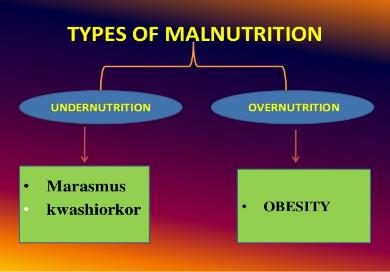 TYPES OF MALNUTRITION
UNDERNUTRITION
OVERNUTRITION
• Marasmus
• kwashiorkor
• OBESITY